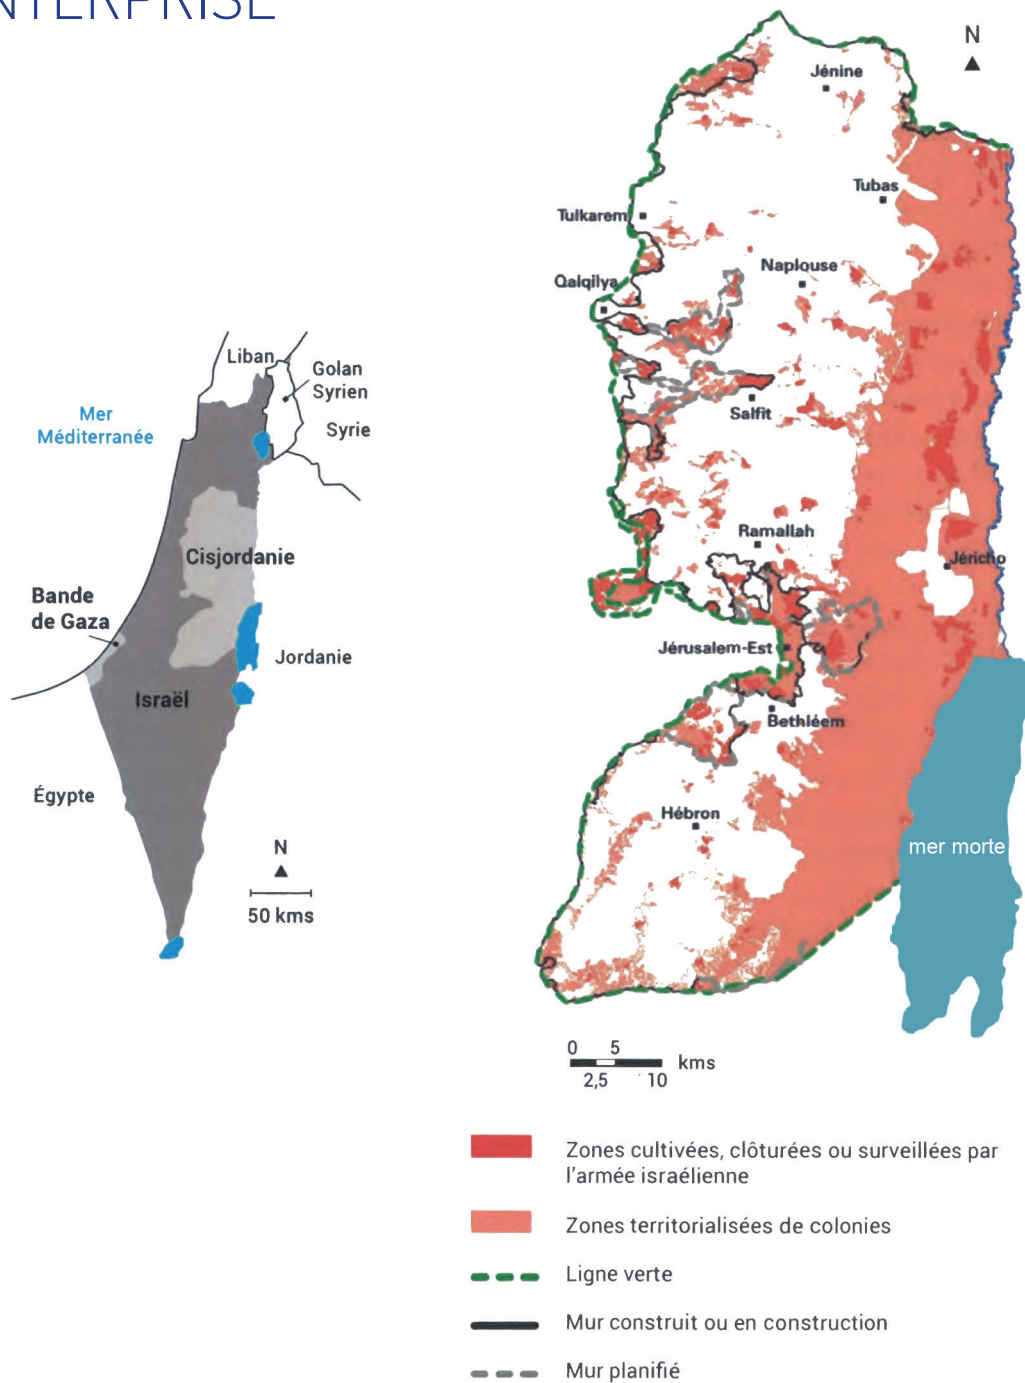 NTERPRISE
Liban
Golan
Syrien
Mer
Méditerranée
Syrie
Cisjordanie
Bande
de Gaza
Jordanie
Israël
Égypte
N
50 kms
N
Jénine
Tubas
Tulkarem
Naplouse
Qalqilya
Salfit
Ramallah
Jéricho
Jérusalem-Est
Bethléem
Hébron
mer morte
0 5
kms
2,5 10
Zones cultivées, clôturées ou surveillées par
l'armée israélienne
Zones territorialisées de colonies
Ligne verte
Mur construit ou en construction
Mur planifié